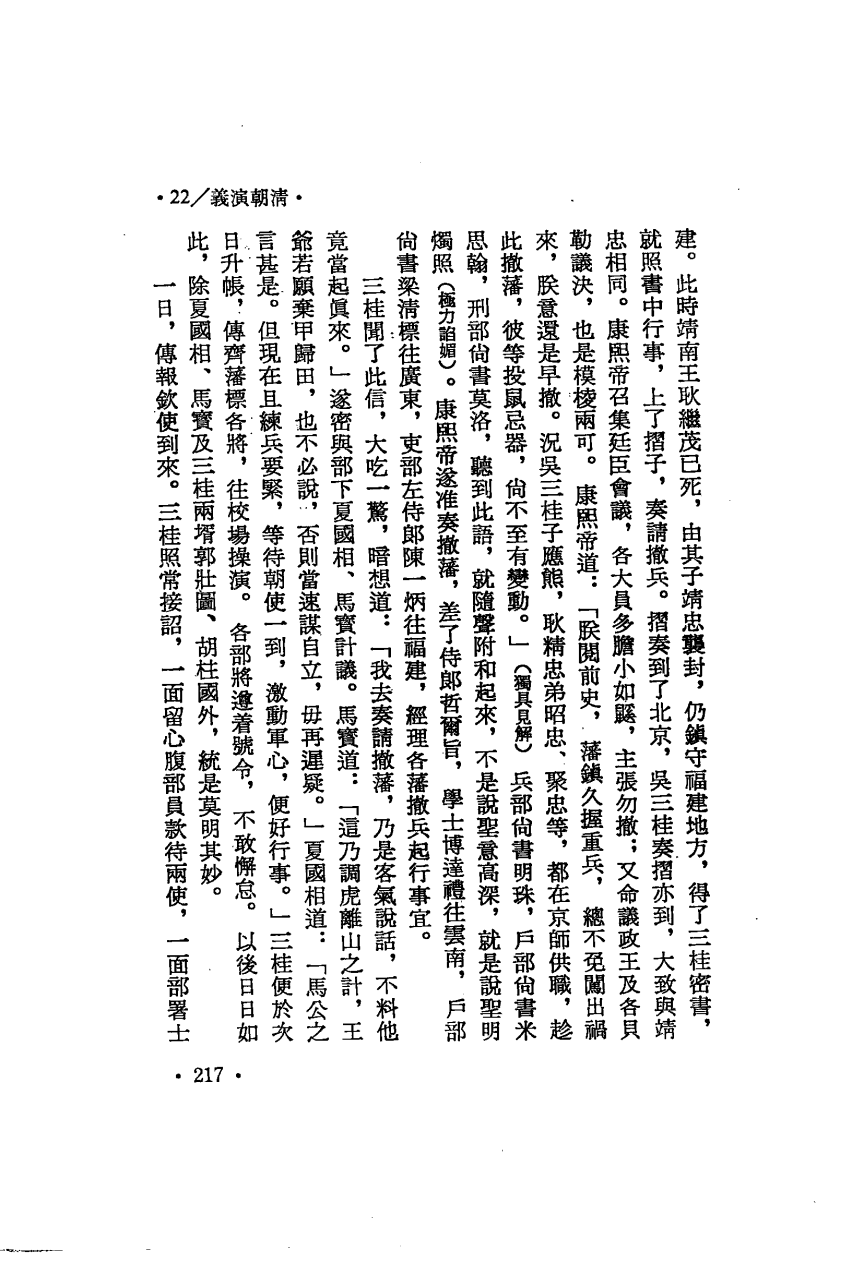 •22／義演朝清•
建。此時靖南王耿繼茂已死，由其子靖忠襲封，仍鎮守福建地方，得了三桂密書，
就照書中行事，上了摺子，奏請撤兵。摺奏到了北京，吳三桂奏摺亦到，大致與靖
忠相同。康熙帝召集廷臣會議，各大員多膽小如鼷，主張勿撤；又命議政王及各貝
勒議決，也是模棱兩可。康熙帝道：「朕閱前史，藩鎮久握重兵，總不免闖出禍
來，朕意還是早撤。況吳三桂子應熊，耿精忠弟昭忠、聚忠等，都在京師供職，趁
此撤藩，彼等投鼠忌器，尚不至有變動。」（獨具見解）兵部尚書明珠，戶部尚書米
思翰，刑部尚書莫洛，聽到此語，就隨聲附和起來，不是說聖意高深，就是說聖明
燭照（極力諂媚）。康熙帝遂准奏撤藩，差了侍郎哲爾旨，學士博達禮往雲南，戶部
尚書梁清標往廣東，吏部左侍郎陳一炳往福建，經理各藩撤兵起行事宜。
三桂聞了此信，大吃一驚，暗想道：「我去奏請撤藩，乃是客氣說話，不料他
竟當起眞來。」遂密與部下夏國相、馬寶計議。馬寶道：「這乃調虎離山之計，王
爺若願棄甲歸田，也不必說，否則當速謀自立，毋再遲疑。」夏國相道：「馬公之
言甚是。但現在且練兵要緊，等待朝使一到，激動軍心，便好行事。」三桂便於次
日升帳，傳齊藩標各將，往校場操演。各部將遵着號令，不敢懈怠。以後日日如
此，除夏國相、馬寶及三桂兩壻郭壯圖、胡柱國外，統是莫明其妙。
一日，傳報欽使到來。三桂照常接詔，一面留心腹部員款待兩使，一面部署士
•217•